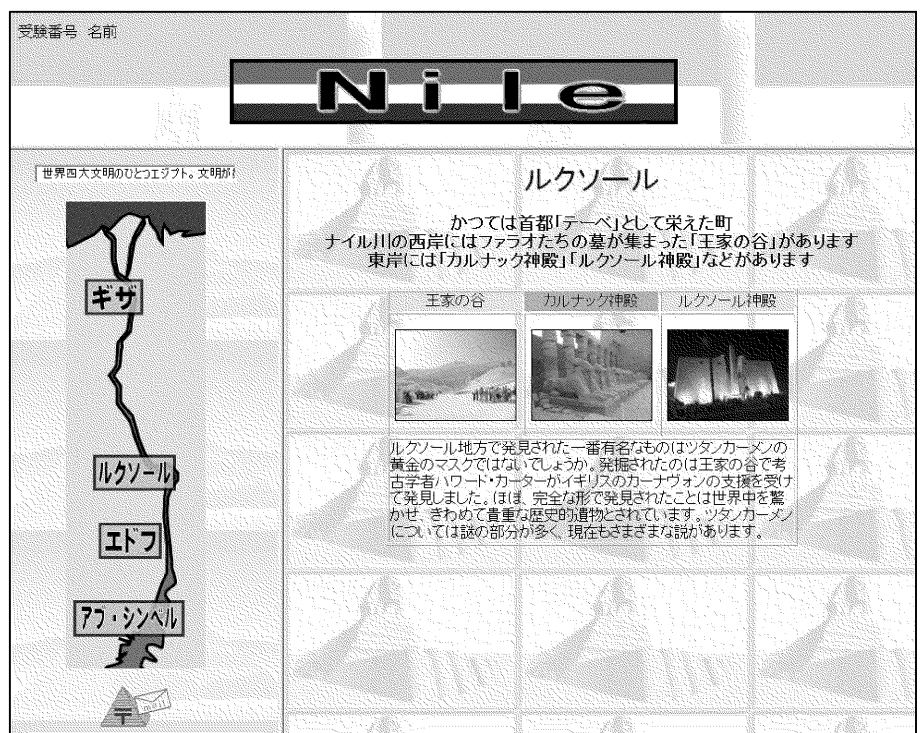 受験番号 名前
Nile
世界四大文明のひとつエジプト。文明が
ギザ
ルクソール
エドフ
アブ・シンベル
mail
〒
ルクソール
かつては首都「テーベ」として栄えた町
ナイル川の西岸にはファラオたちの墓が集まった「王家の谷」があります
東岸には「カルナック神殿」「ルクソール神殿」などがあります
王家の谷 カルナック神殿 ルクソール神殿
ルクソール地方で発見された一番有名なものはツタンカーメンの
黄金のマスクではないでしょうか。発掘されたのは王家の谷で考
古学者ハワード・カーターがイギリスのカーナヴォンの支援を受け
て発見しました。ほぼ、完全な形で発見されたことは世界中を驚
かせ、きわめて貴重な歴史的遺物とされています。ツタンカーメン
については謎の部分が多く、現在もさまざまな説があります。